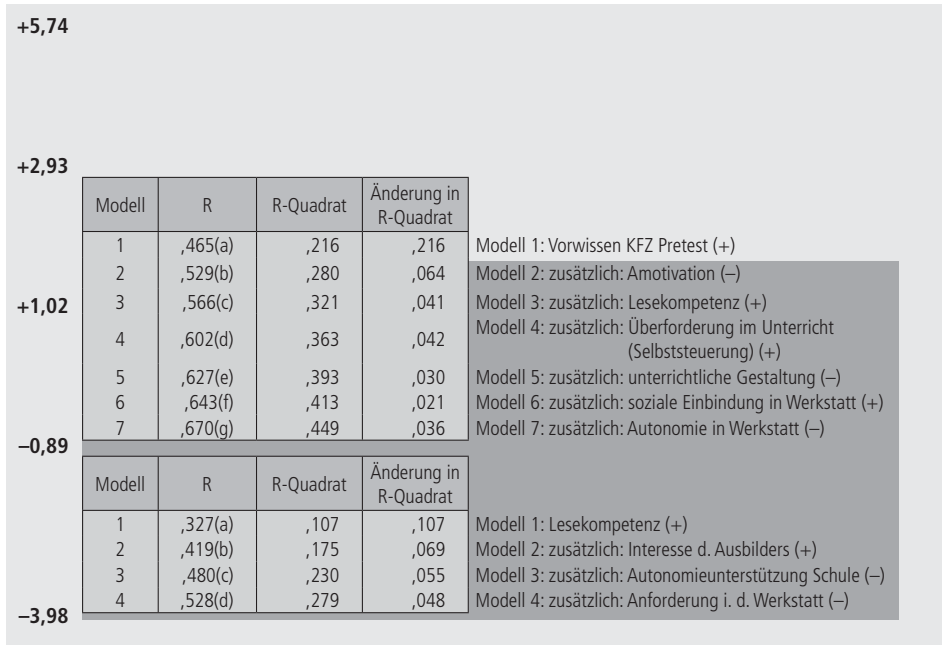 +5,74
+2,93
Modell R R-Quadrat Änderung in
R-Quadrat
1 ,465(a) ,216 ,216 Modell 1: Vorwissen KFZ Pretest (+)
2 ,529(b) ,280 ,064 Modell 2: zusätzlich: Amotivation (–)
+1,02
3 ,566(c) ,321 ,041 Modell 3: zusätzlich: Lesekompetenz (+)
4 ,602(d) ,363 ,042 Modell 4: zusätzlich: Überforderung im Unterricht
(Selbststeuerung) (+)
5 ,627(e) ,393 ,030 Modell 5: zusätzlich: unterrichtliche Gestaltung (–)
6 ,643(f) ,413 ,021 Modell 6: zusätzlich: soziale Einbindung in Werkstatt (+)
7 ,670(g) ,449 ,036 Modell 7: zusätzlich: Autonomie in Werkstatt (–)
–0,89
Modell R R-Quadrat Änderung in
R-Quadrat
1 ,327(a) ,107 ,107 Modell 1: Lesekompetenz (+)
2 ,419(b) ,175 ,069 Modell 2: zusätzlich: Interesse d. Ausbilders (+)
3 ,480(c) ,230 ,055 Modell 3: zusätzlich: Autonomieunterstützung Schule (–)
4 ,528(d) ,279 ,048 Modell 4: zusätzlich: Anforderung i. d. Werkstatt (–)
–3,98